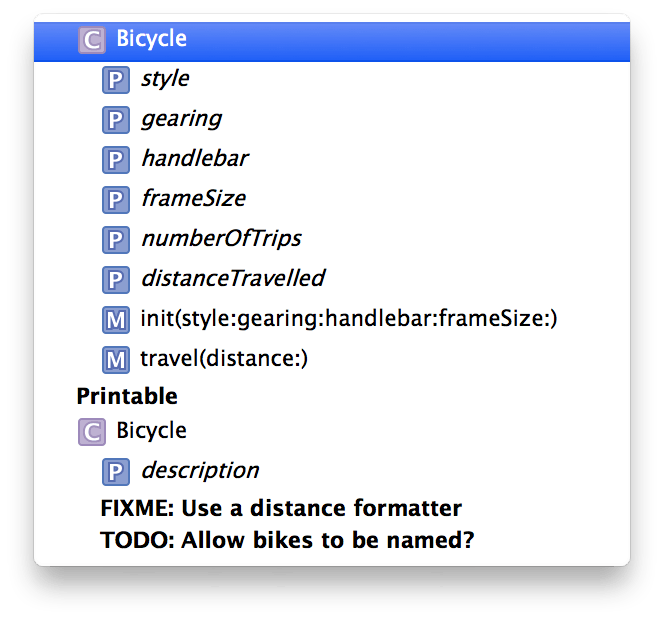 C Bicycle
P style
P gearing
P handlebar
P frameSize
P numberOfTrips
P distanceTravelled
M init(style:gearing:handlebar:frameSize:)
M travel(distance:)
Printable
C Bicycle
P description
FIXME: Use a distance formatter
TODO: Allow bikes to be named?